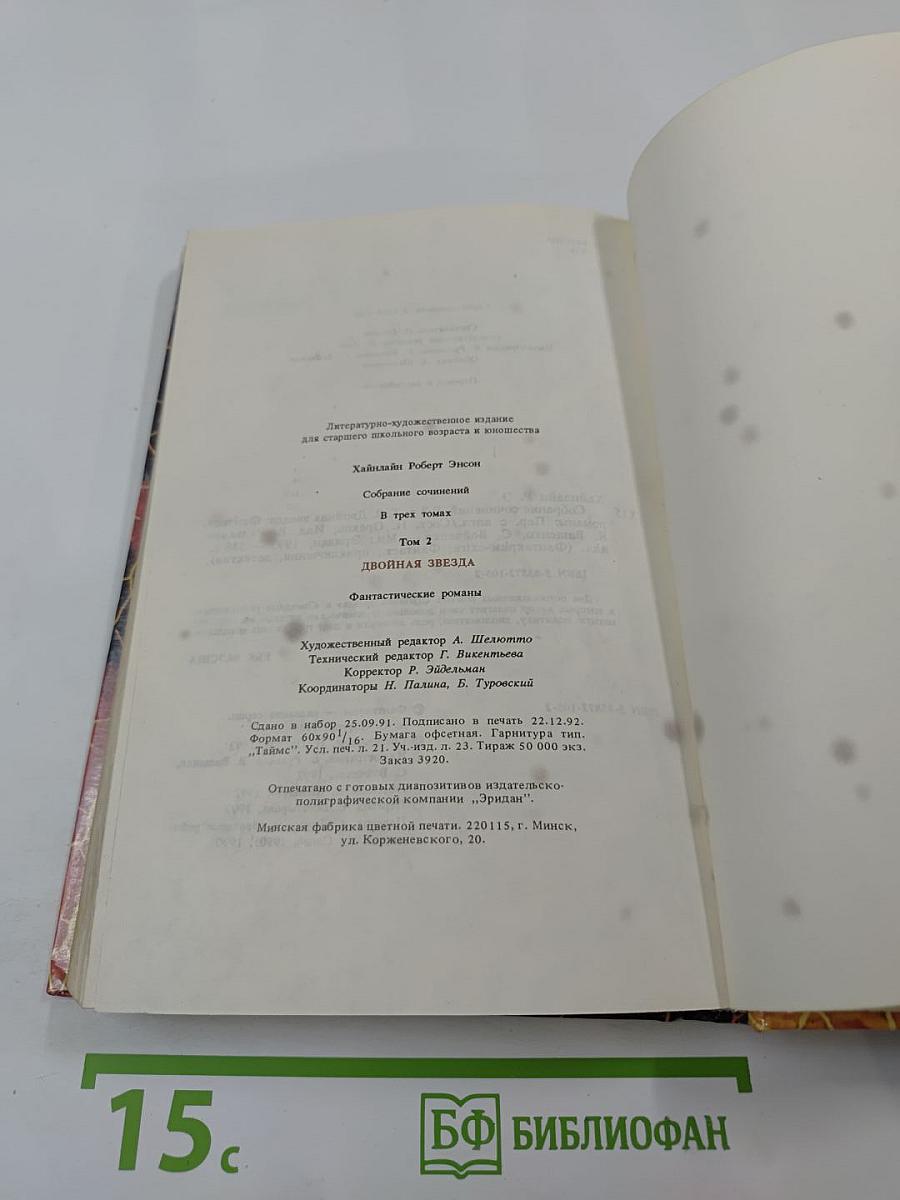 Литературно-художественное издание
для старшего школьного возраста и юношества
Хайнлайн Роберт Энсон
Собрание сочинений
В трех томах
Том 2
ДВОЙНАЯ ЗВЕЗДА
Фантастические романы
Художественный редактор А. Шелютто
Технический редактор Г. Викентьева
Корректор Р. Эйдельман
Координаторы Н. Палина, Б. Туровский
Сдано в набор 25.09.91. Подписано в печать 22.12.92.
Формат 60х90 1/16. Бумага офсетная. Гарнитура тип.
„Таймс". Усл. печ. л. 21. Уч.-изд. л. 23. Тираж 50 000 экз.
Заказ 3920.
Отпечатано с готовых диапозитивов издательско-
полиграфической компании „Эридан".
Минская фабрика цветной печати. 220115, г. Минск,
ул. Корженевского, 20.
15 с
БФ БИБЛИОФАН